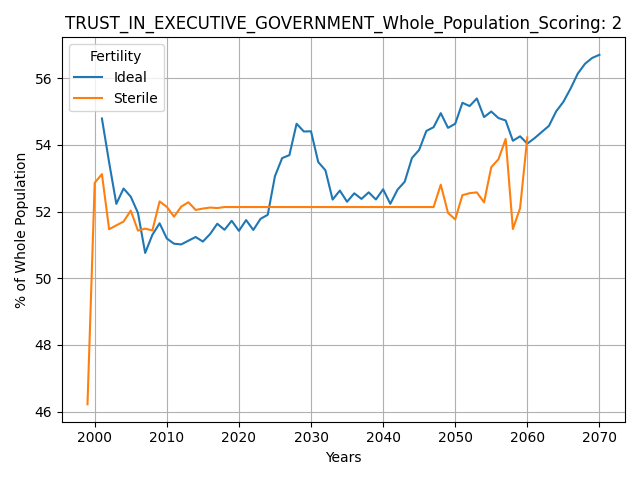 TRUST_IN_EXECUTIVE_GOVERNMENT_Whole_Population_Scoring: 2
Fertility
Ideal
Sterile
% of Whole Population
56
54
52
50
48
46
2000 2010 2020 2030 2040 2050 2060 2070
Years